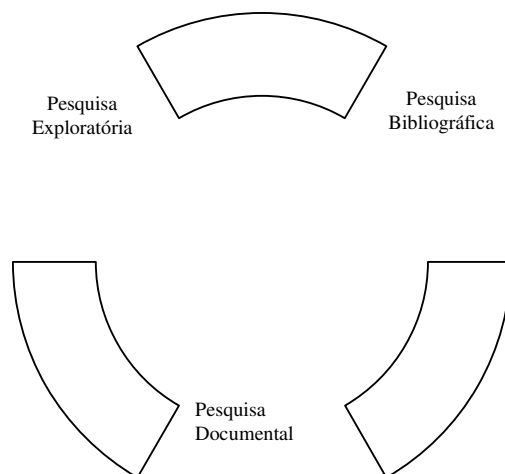 Pesquisa
Exploratória
Pesquisa
Bibliográfica
Pesquisa
Documental